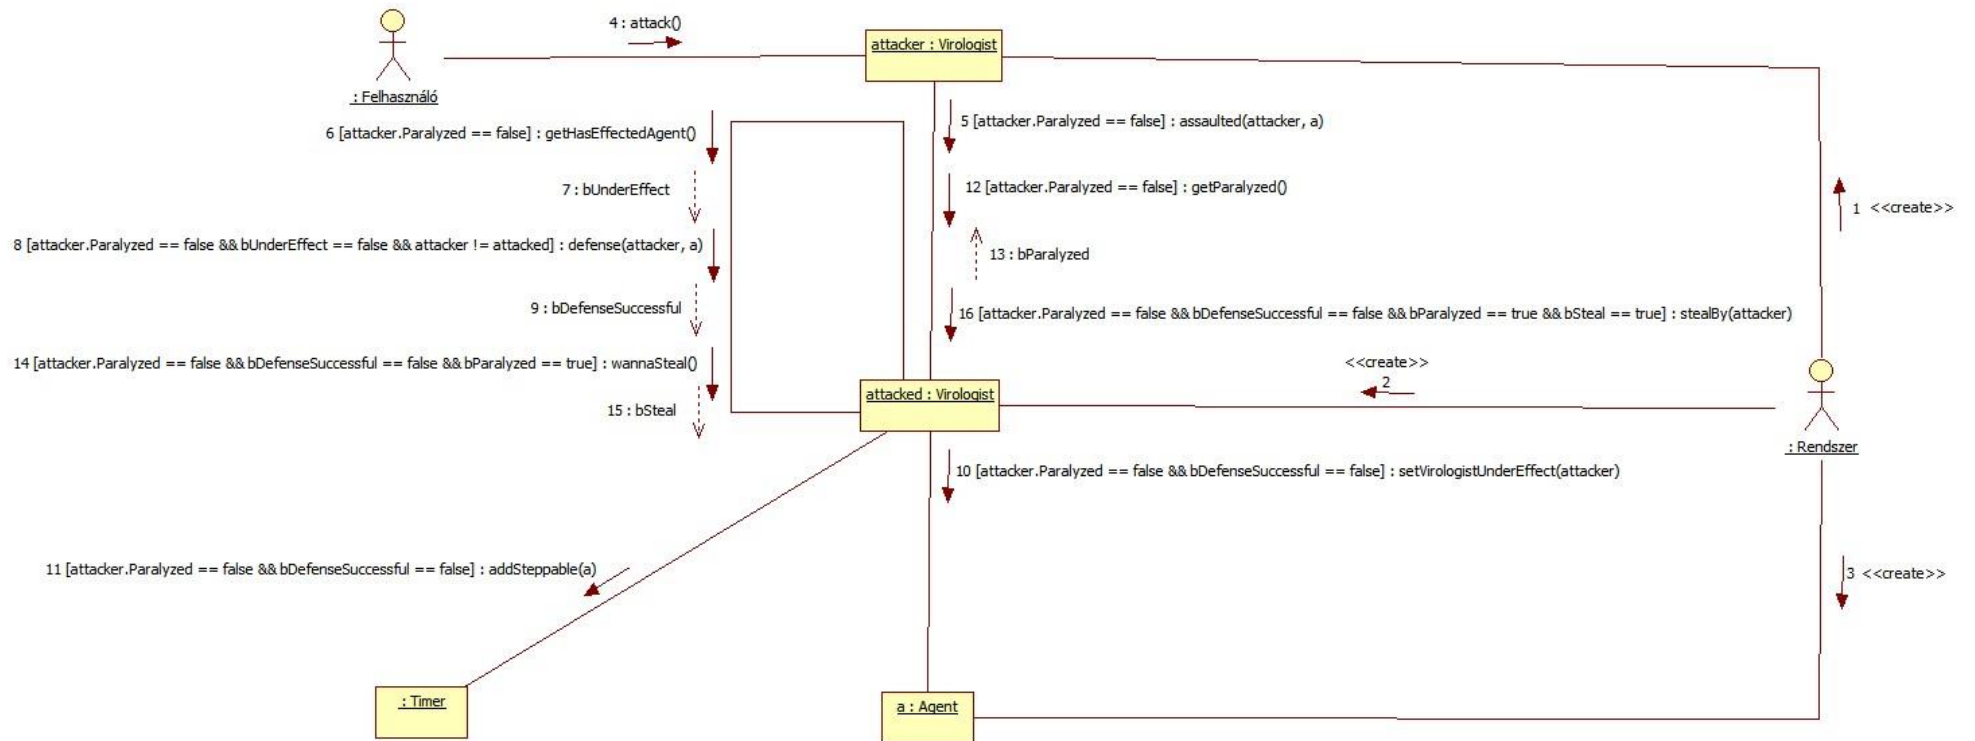 4 : attack()
attacker : Virologist
: Felhasználó
6 [attacker.Paralyzed == false] : getHasEffectedAgent()
5 [attacker.Paralyzed == false] : assaulted(attacker, a)
7 : bUnderEffect
12 [attacker.Paralyzed == false] : getParalyzed()
1 <<create>>
8 [attacker.Paralyzed == false && bUnderEffect == false && attacker != attacked] : defense(attacker, a)
13 : bParalyzed
9 : bDefenseSuccessful
16 [attacker.Paralyzed == false && bDefenseSuccessful == false && bParalyzed == true && bSteal == true] : stealBy(attacker)
14 [attacker.Paralyzed == false && bDefenseSuccessful == false && bParalyzed == true] : wannaSteal()
<<create>>
2
attacked : Virologist
15 : bSteal
: Rendszer
10 [attacker.Paralyzed == false && bDefenseSuccessful == false] : setVirologistUnderEffect(attacker)
11 [attacker.Paralyzed == false && bDefenseSuccessful == false] : addSteppable(a)
3 <<create>>
: Timer
a : Agent